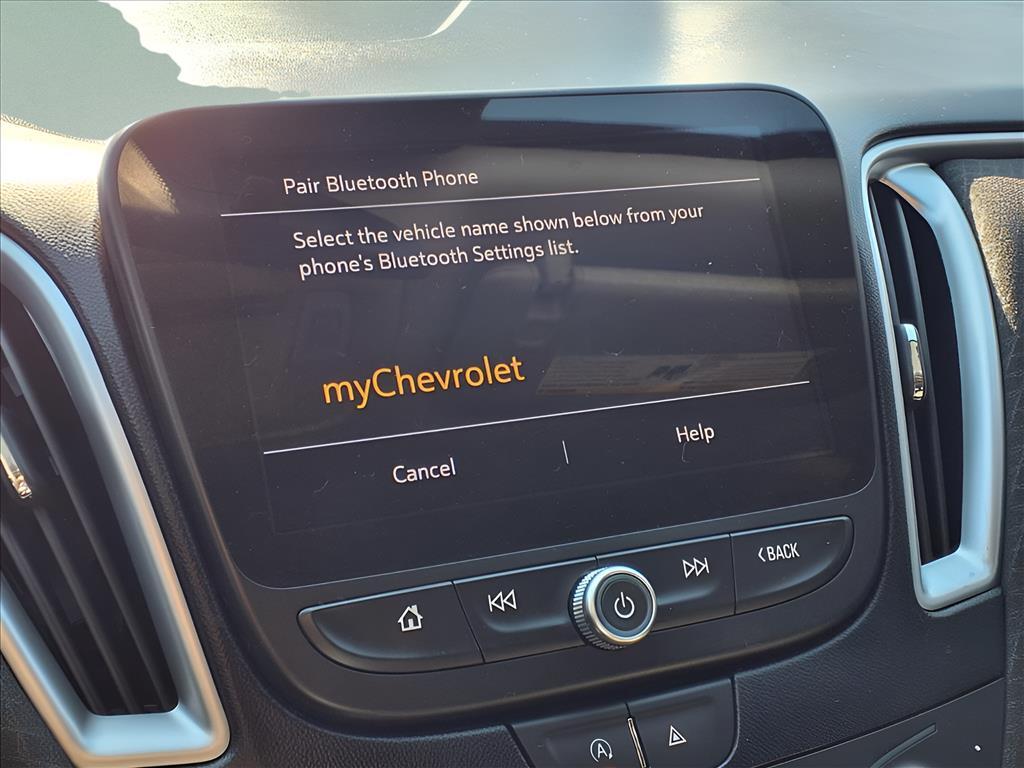 Pair Bluetooth Phone
Select the vehicle name shown below from your
phone's Bluetooth Settings list.
myChevrolet
Cancel
Help
BACK
A